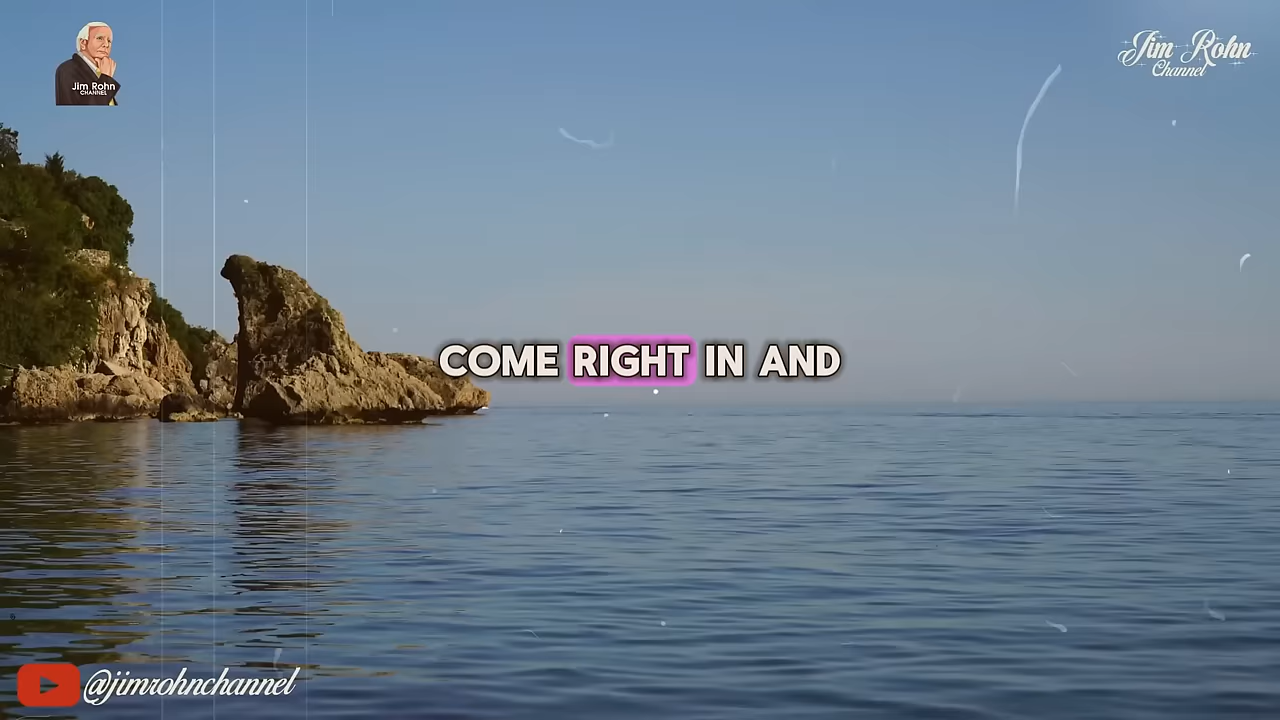 Jim Rohn
CHANNEL
Jim Rohn
Channel
COME RIGHT IN AND
@jimrohnchannel